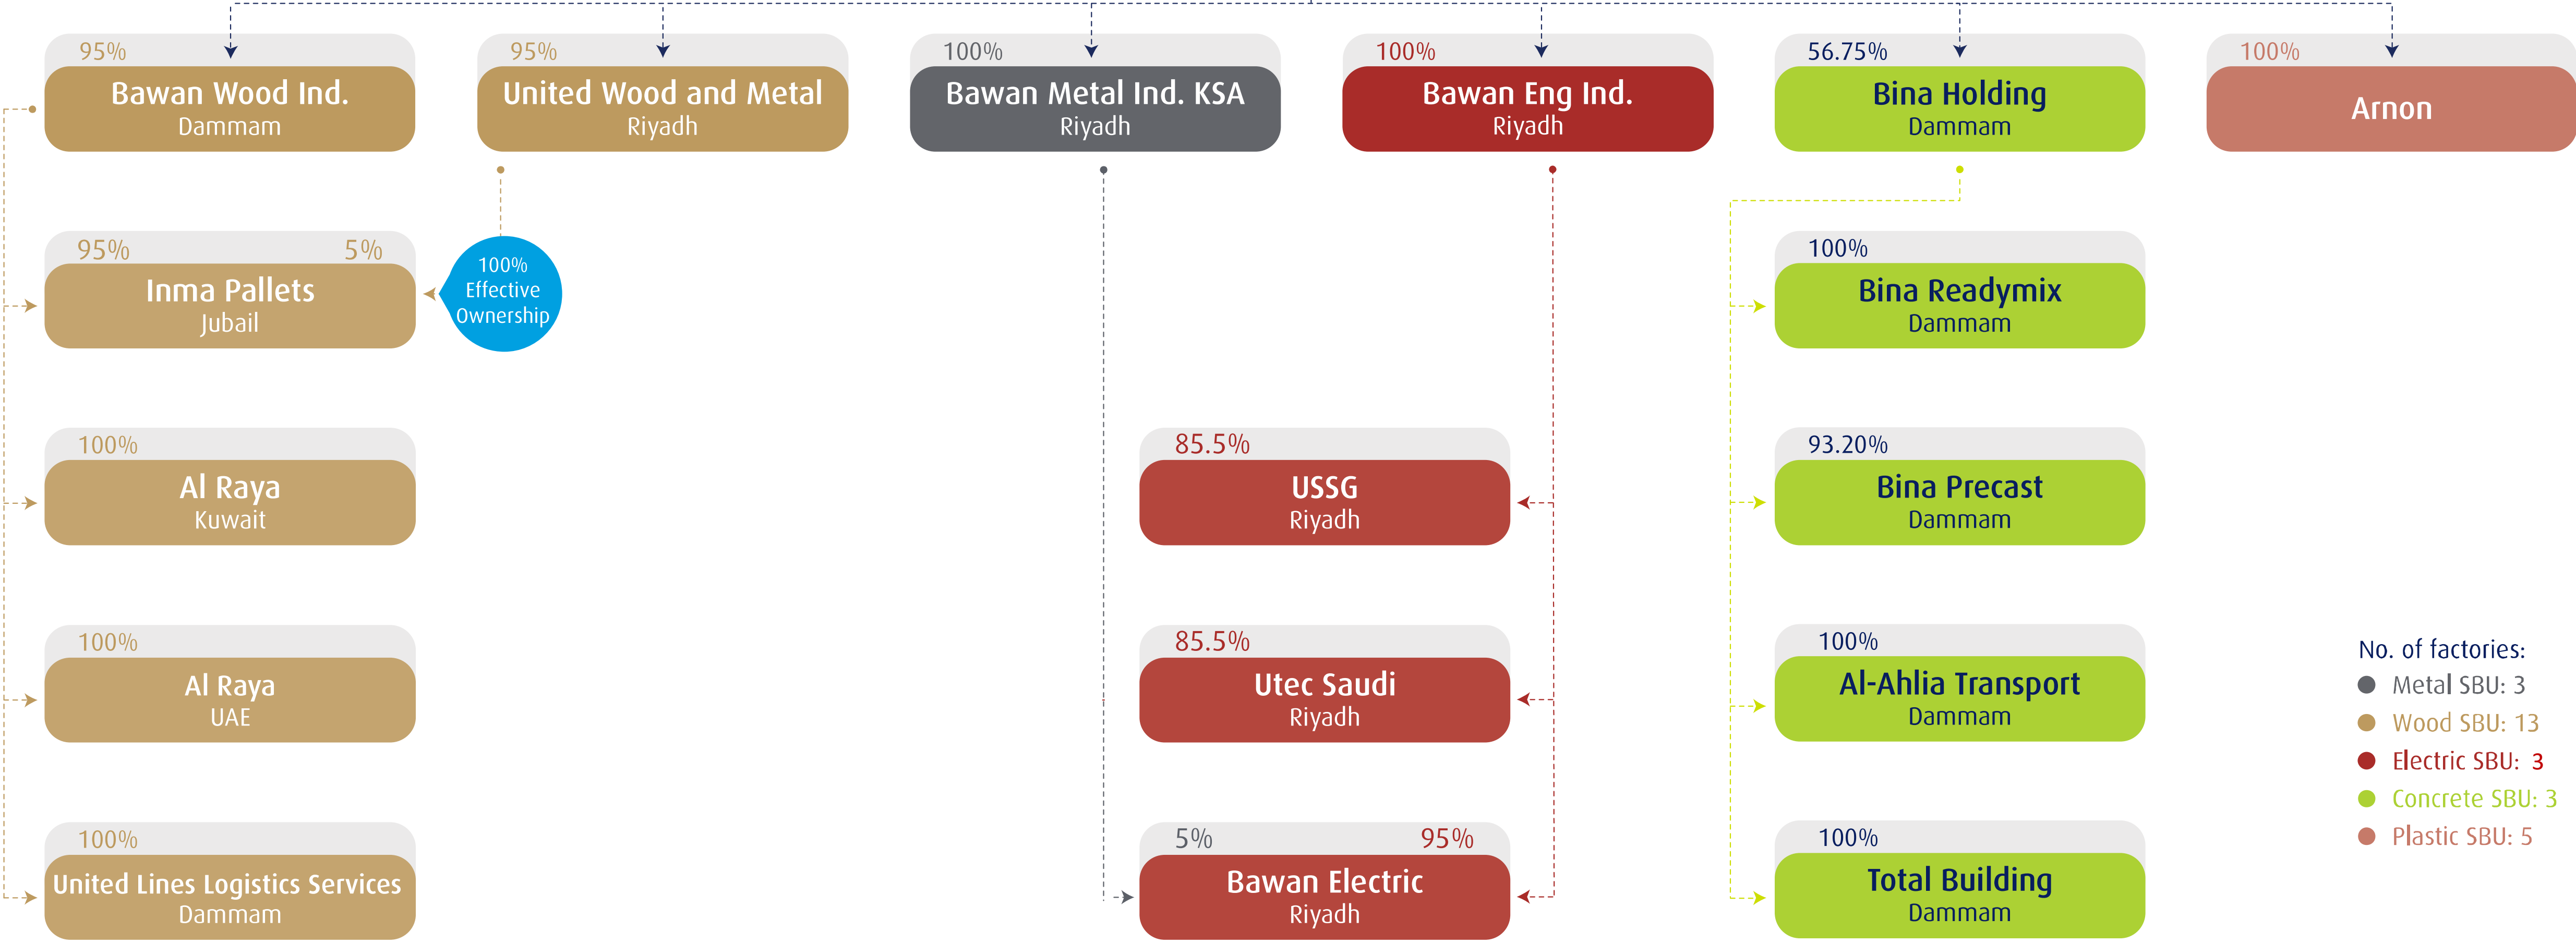 95%
Bawan Wood Ind.
Dammam
95%
United Wood and Metal
Riyadh
100%
Bawan Metal Ind. KSA
Riyadh
100%
Bawan Eng Ind.
Riyadh
56.75%
Bina Holding
Dammam
100%
Arnon
95% 5%
Inma Pallets
Jubail
100%
Effective
Ownership
100%
Bina Readymix
Dammam
100%
Al Raya
Kuwait
85.5%
USSG
Riyadh
93.20%
Bina Precast
Dammam
100%
Al Raya
UAE
85.5%
Utec Saudi
Riyadh
100%
Al-Ahlia Transport
Dammam
100%
United Lines Logistics Services
Dammam
5% 95%
Bawan Electric
Riyadh
100%
Total Building
Dammam
No. of factories:
Metal SBU: 3
Wood SBU: 13
Electric SBU: 3
Concrete SBU: 3
Plastic SBU: 5